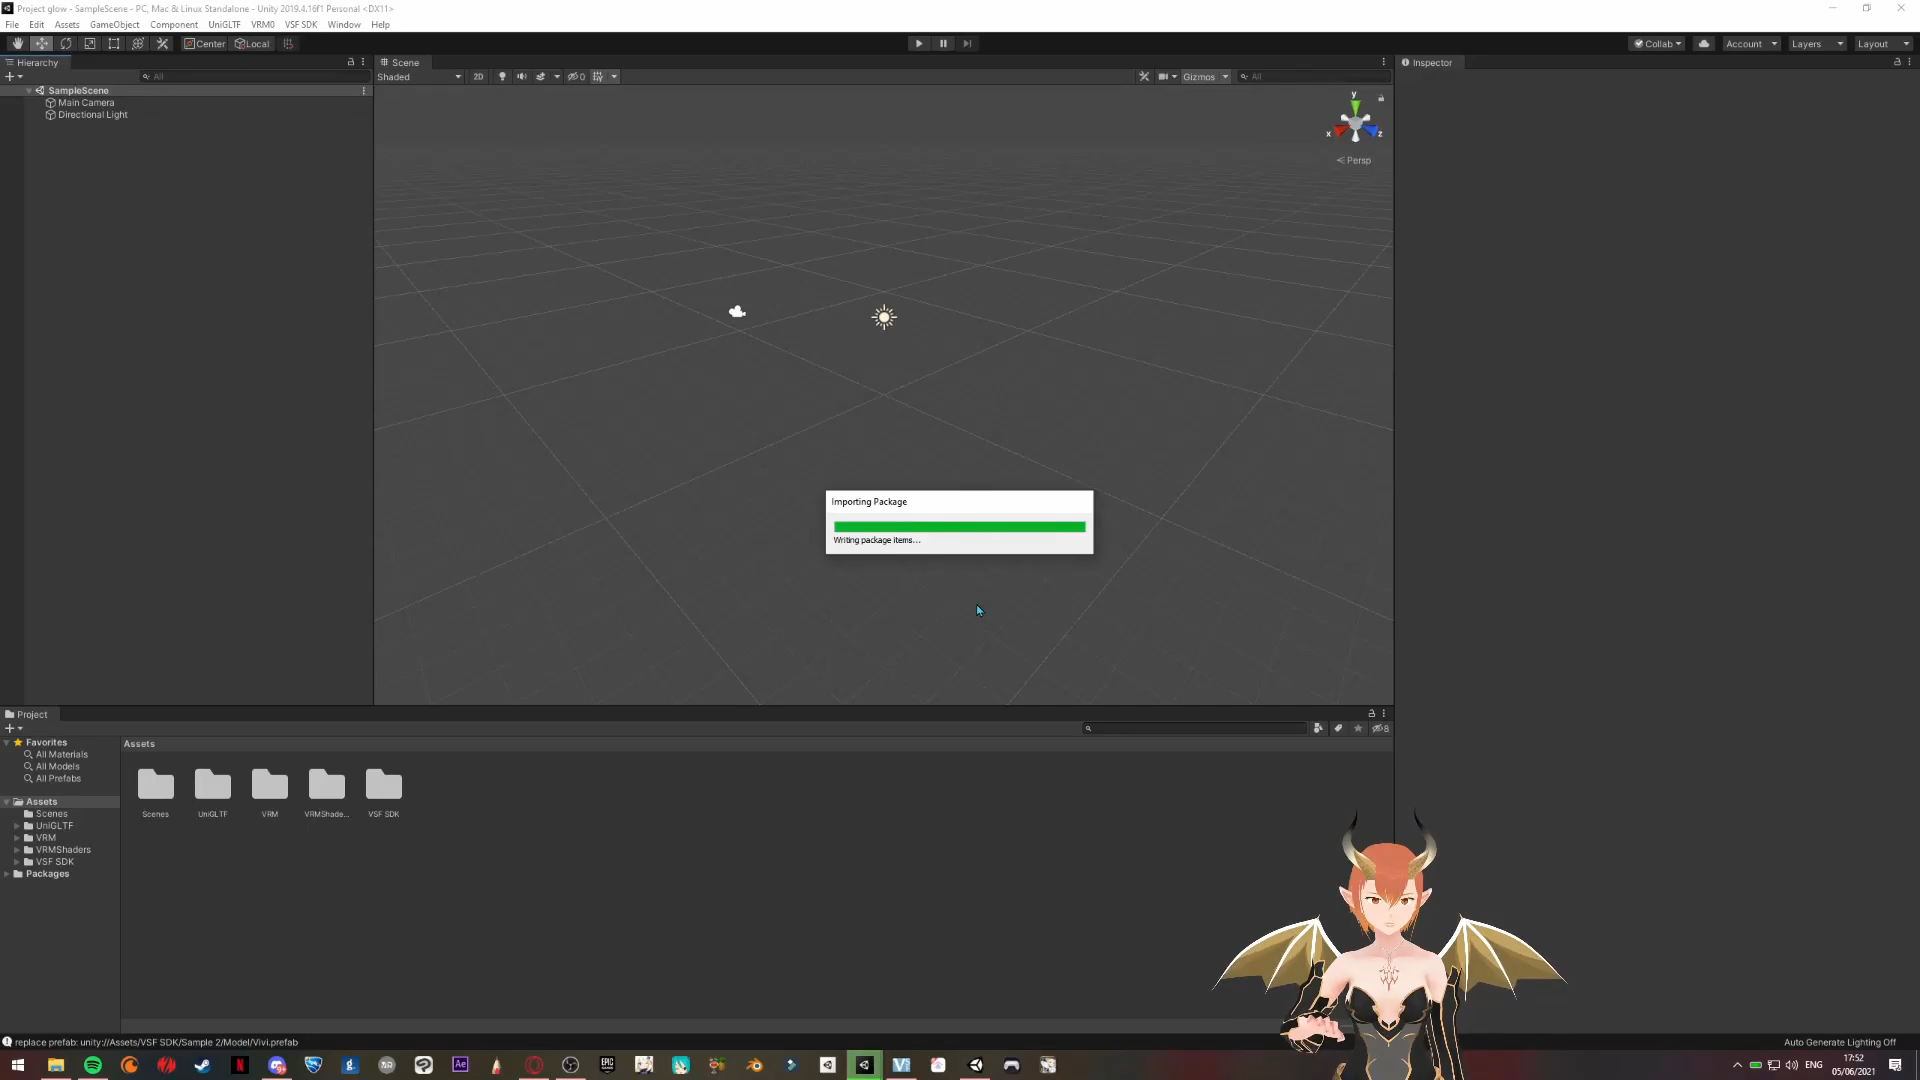 Project glow - SampleScene - PC, Mac & Linux Standalone - Unity 2019.4.16f1 Personal <DX11>
File Edit Assets GameObject Component UniGLTF VRM0 VSF SDK Window Help
Center Local Collab Account Layers Layout
Hierarchy
All
SampleScene
Main Camera
Directional Light
Scene
Shaded 2D 0 Gizmos All
y
x z
Persp
Inspector
Importing Package
Writing package items...
Project
8
Favorites
All Materials
All Models
All Prefabs
Assets
Scenes
UniGLTF
VRM
VRMShaders
VSF SDK
Packages
Assets
Scenes UniGLTF VRM VRMShade... VSF SDK
replace prefab: unity://Assets/VSF SDK/Sample 2/Model/Vivi.prefab
Auto Generate Lighting Off
Ae
ENG
17:52
05/06/2021